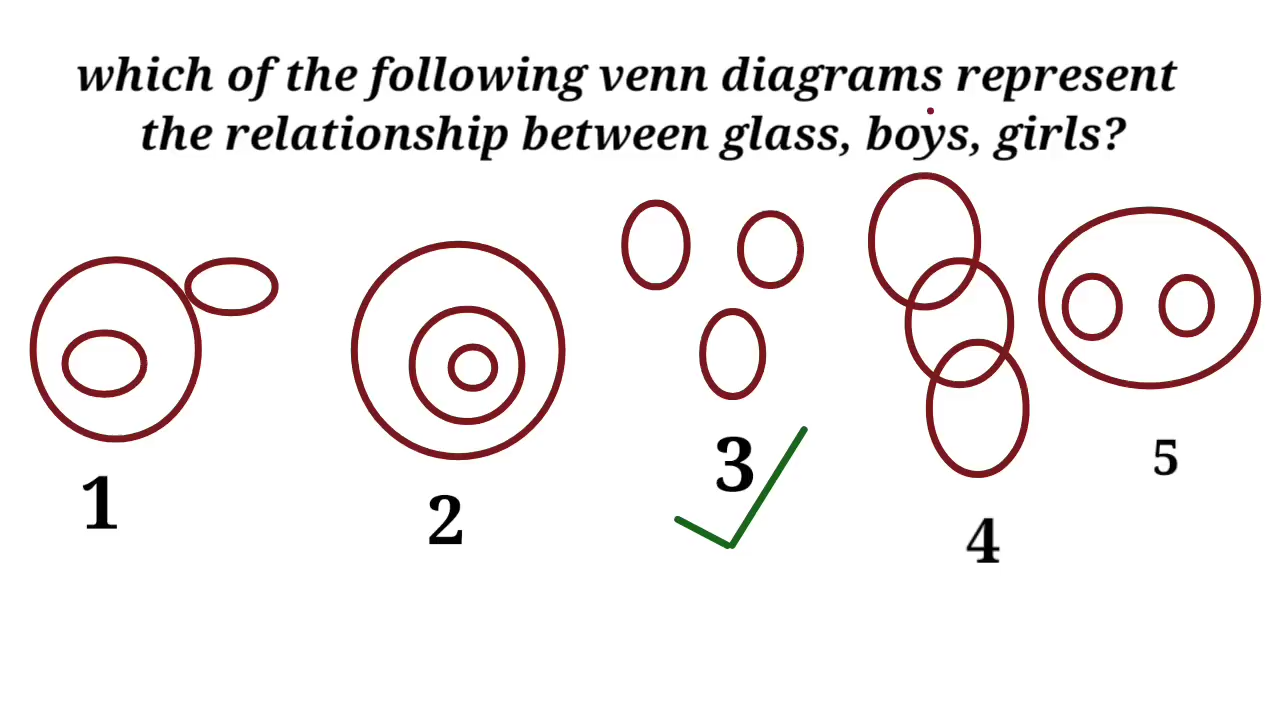 which of the following venn diagrams represent
the relationship between glass, boys, girls?
1
2
3
4
5